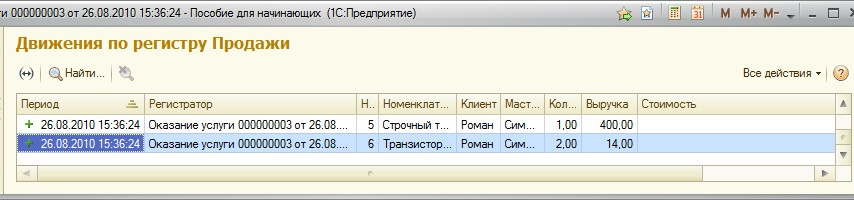 и 000000003 от 26.08.2010 15:36:24 - Пособие для начинающих (1С:Предприятие)
M M+ M-
Движения по регистру Продажи
Найти... Все действия
Период Регистратор Н.. Номенклат... Клиент Маст... Кол... Выручка Стоимость
26.08.2010 15:36:24 Оказание услуги 000000003 от 26.08.... 5 Строчный т... Роман Сим... 1,00 400,00
26.08.2010 15:36:24 Оказание услуги 000000003 от 26.08.... 6 Транзистор... Роман Сим... 2,00 14,00